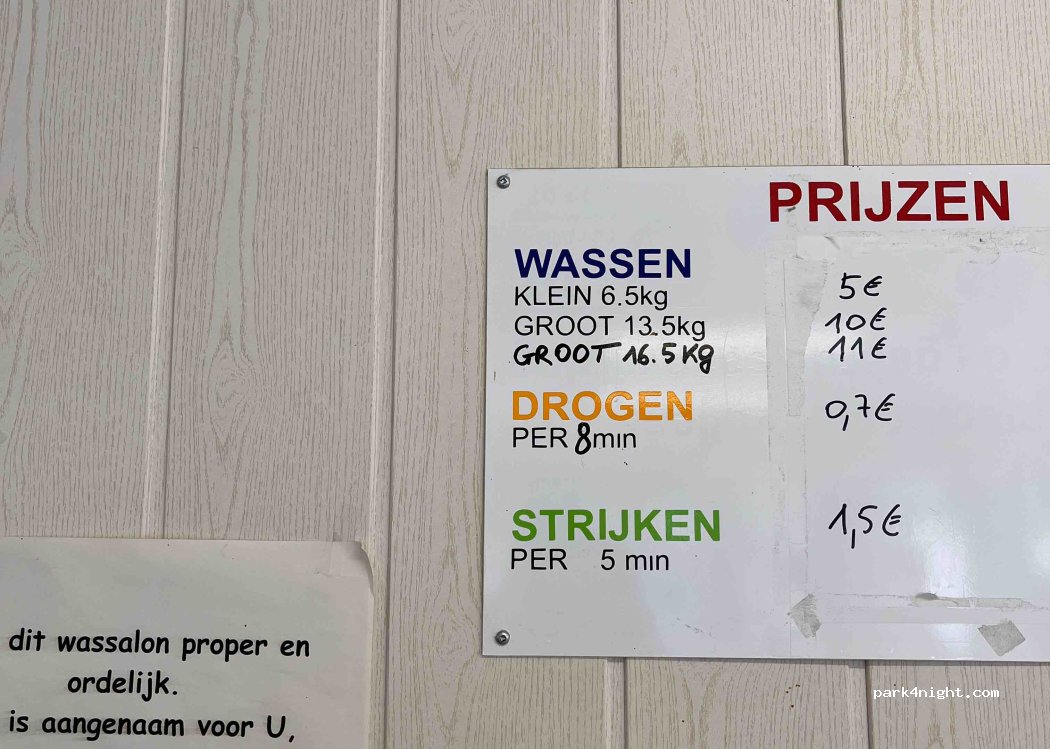 PRIJZEN
WASSEN
KLEIN 6.5kg 5€
GROOT 13.5kg 10€
GROOT 16.5Kg 11€
DROGEN 0,7€
PER 8min
STRIJKEN 1,5€
PER 5 min
dit wassalon proper en
ordelijk.
is aangenaam voor U,
park4night.com